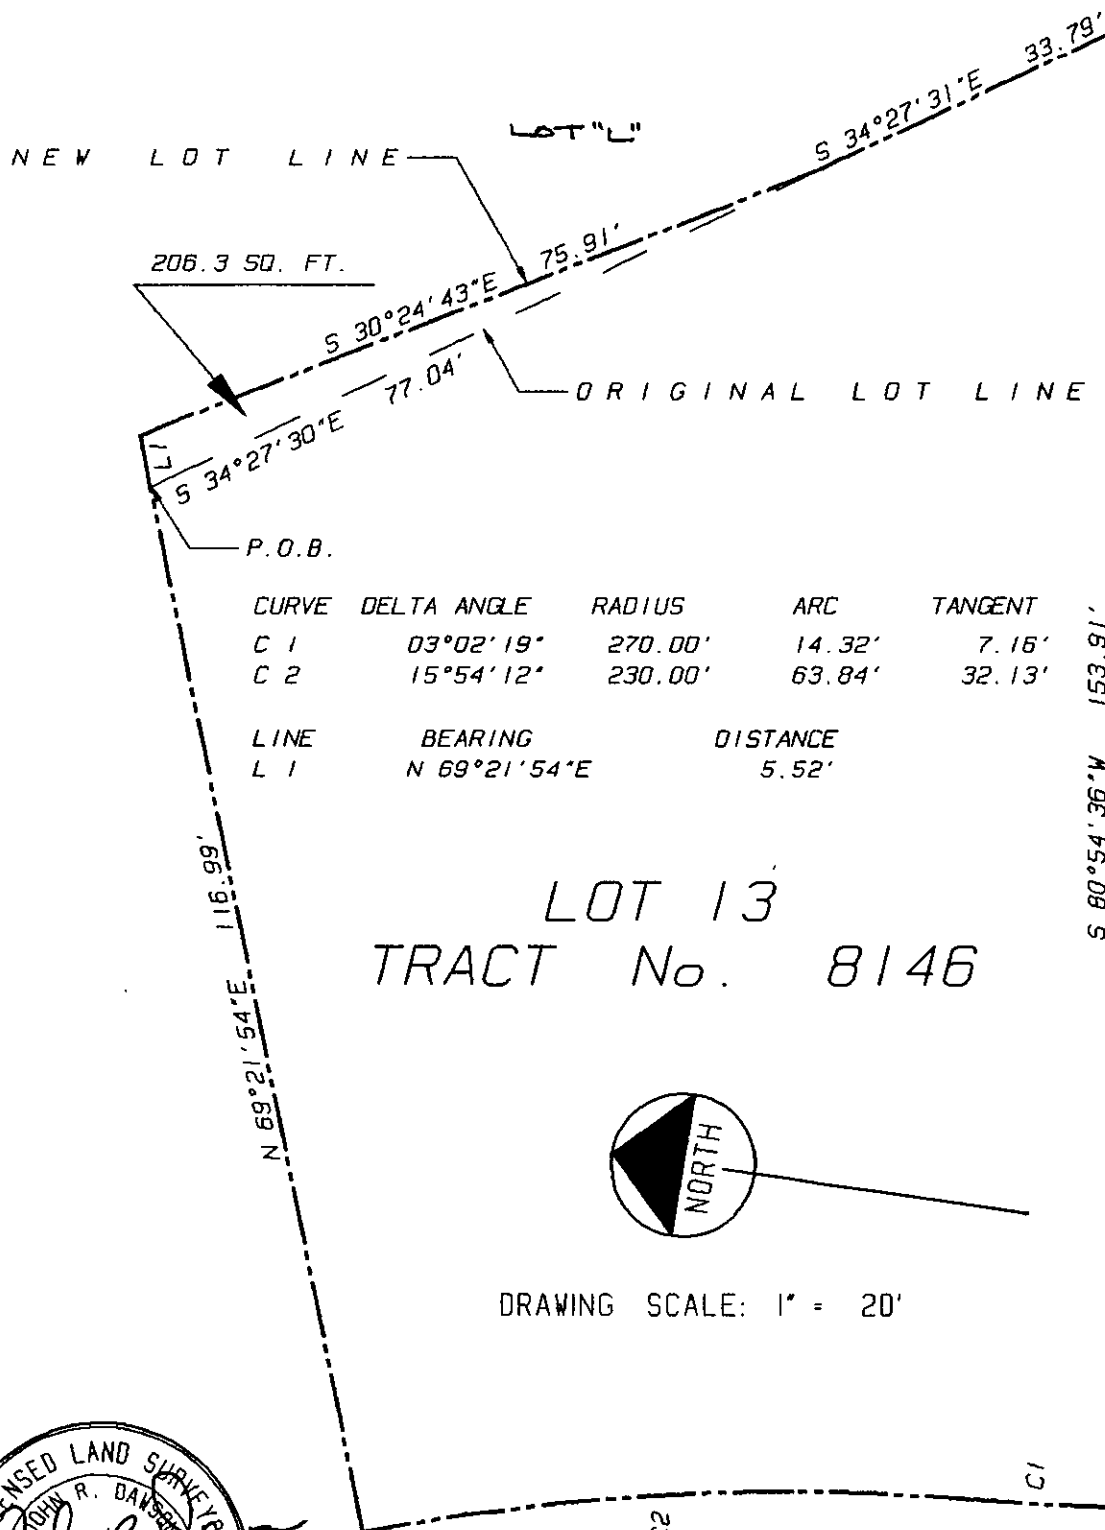 33.79'
S 34°27'31"E
LOT "L"
NEW LOT LINE
75.91'
206.3 SQ. FT.
S 30°24'43"E
77.04'
ORIGINAL LOT LINE
L1
S 34°27'30"E
P.O.B.
CURVE DELTA ANGLE RADIUS ARC TANGENT
C 1 03°02'19" 270.00' 14.32' 7.16'
C 2 15°54'12" 230.00' 63.84' 32.13'
LINE BEARING DISTANCE
L 1 N 69°21'54"E 5.52'
S 80°54'36"W 153.91'
N 69°21'54"E 116.99'
LOT 13
TRACT No. 8146
NORTH
DRAWING SCALE: 1" = 20'
LAND
JOHN R.
C1